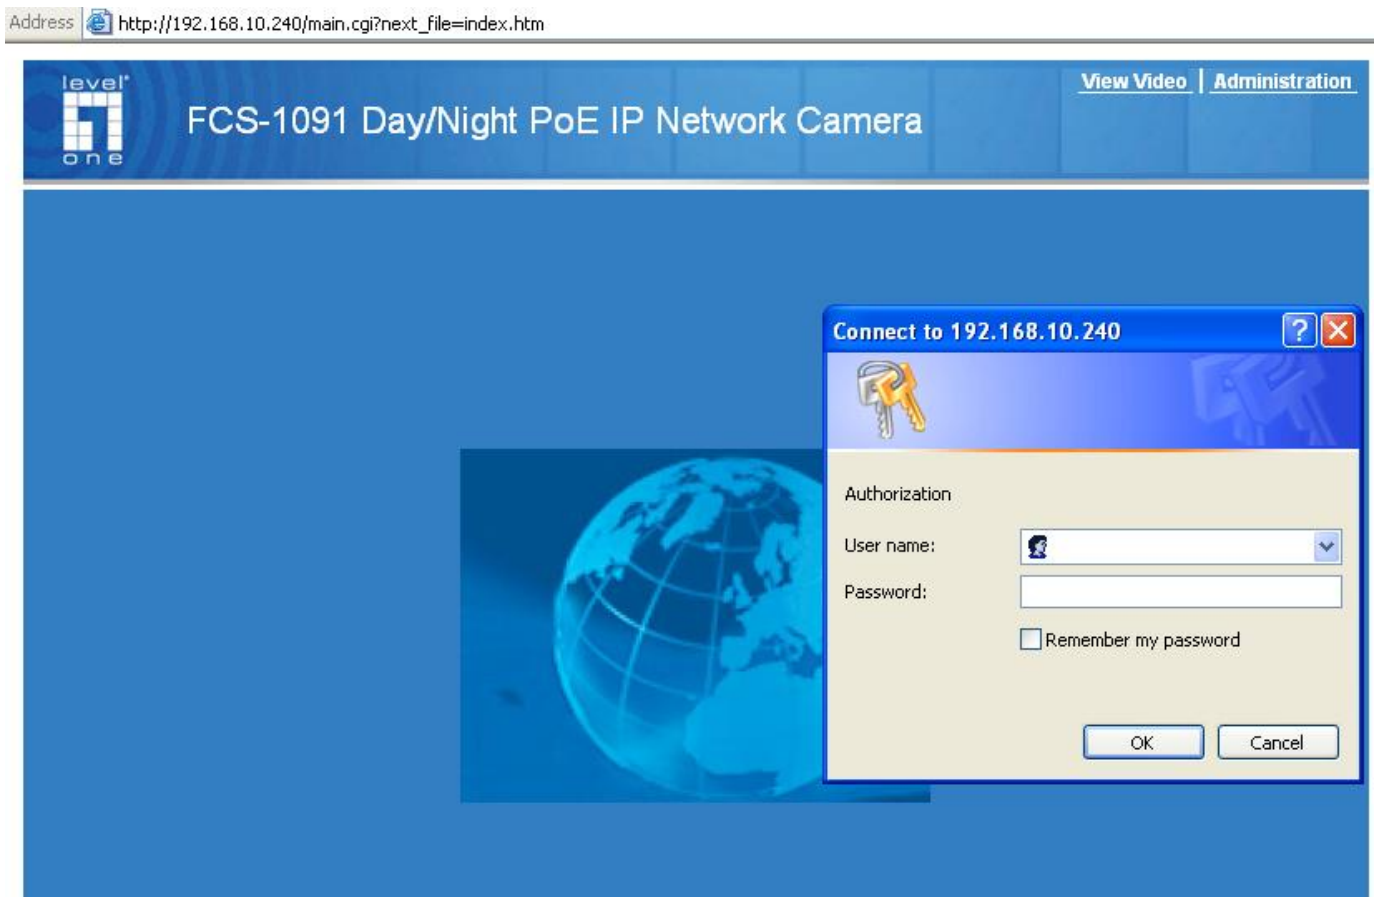 Address http://192.168.10.240/main.cgi?next_file=index.htm
level one
FCS-1091 Day/Night PoE IP Network Camera
View Video | Administration
Connect to 192.168.10.240
Authorization
User name:
Password:
Remember my password
OK Cancel